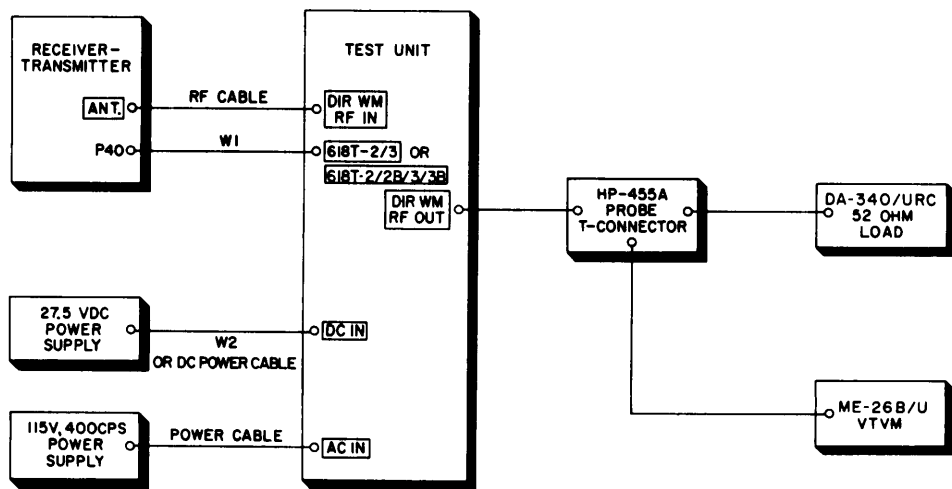 RECEIVER-
TRANSMITTER
ANT.
P40
RF CABLE
W1
TEST UNIT
DIR WM
RF IN
618T-2/3 OR
618T-2/2B/3/3B
DIR WM
RF OUT
HP-455A
PROBE
T-CONNECTOR
DA-340/URC
52 OHM
LOAD
27.5 VDC
POWER
SUPPLY
W2
OR DC POWER CABLE
DC IN
115V, 400CPS
POWER
SUPPLY
POWER CABLE
AC IN
ME-26B/U
VTVM